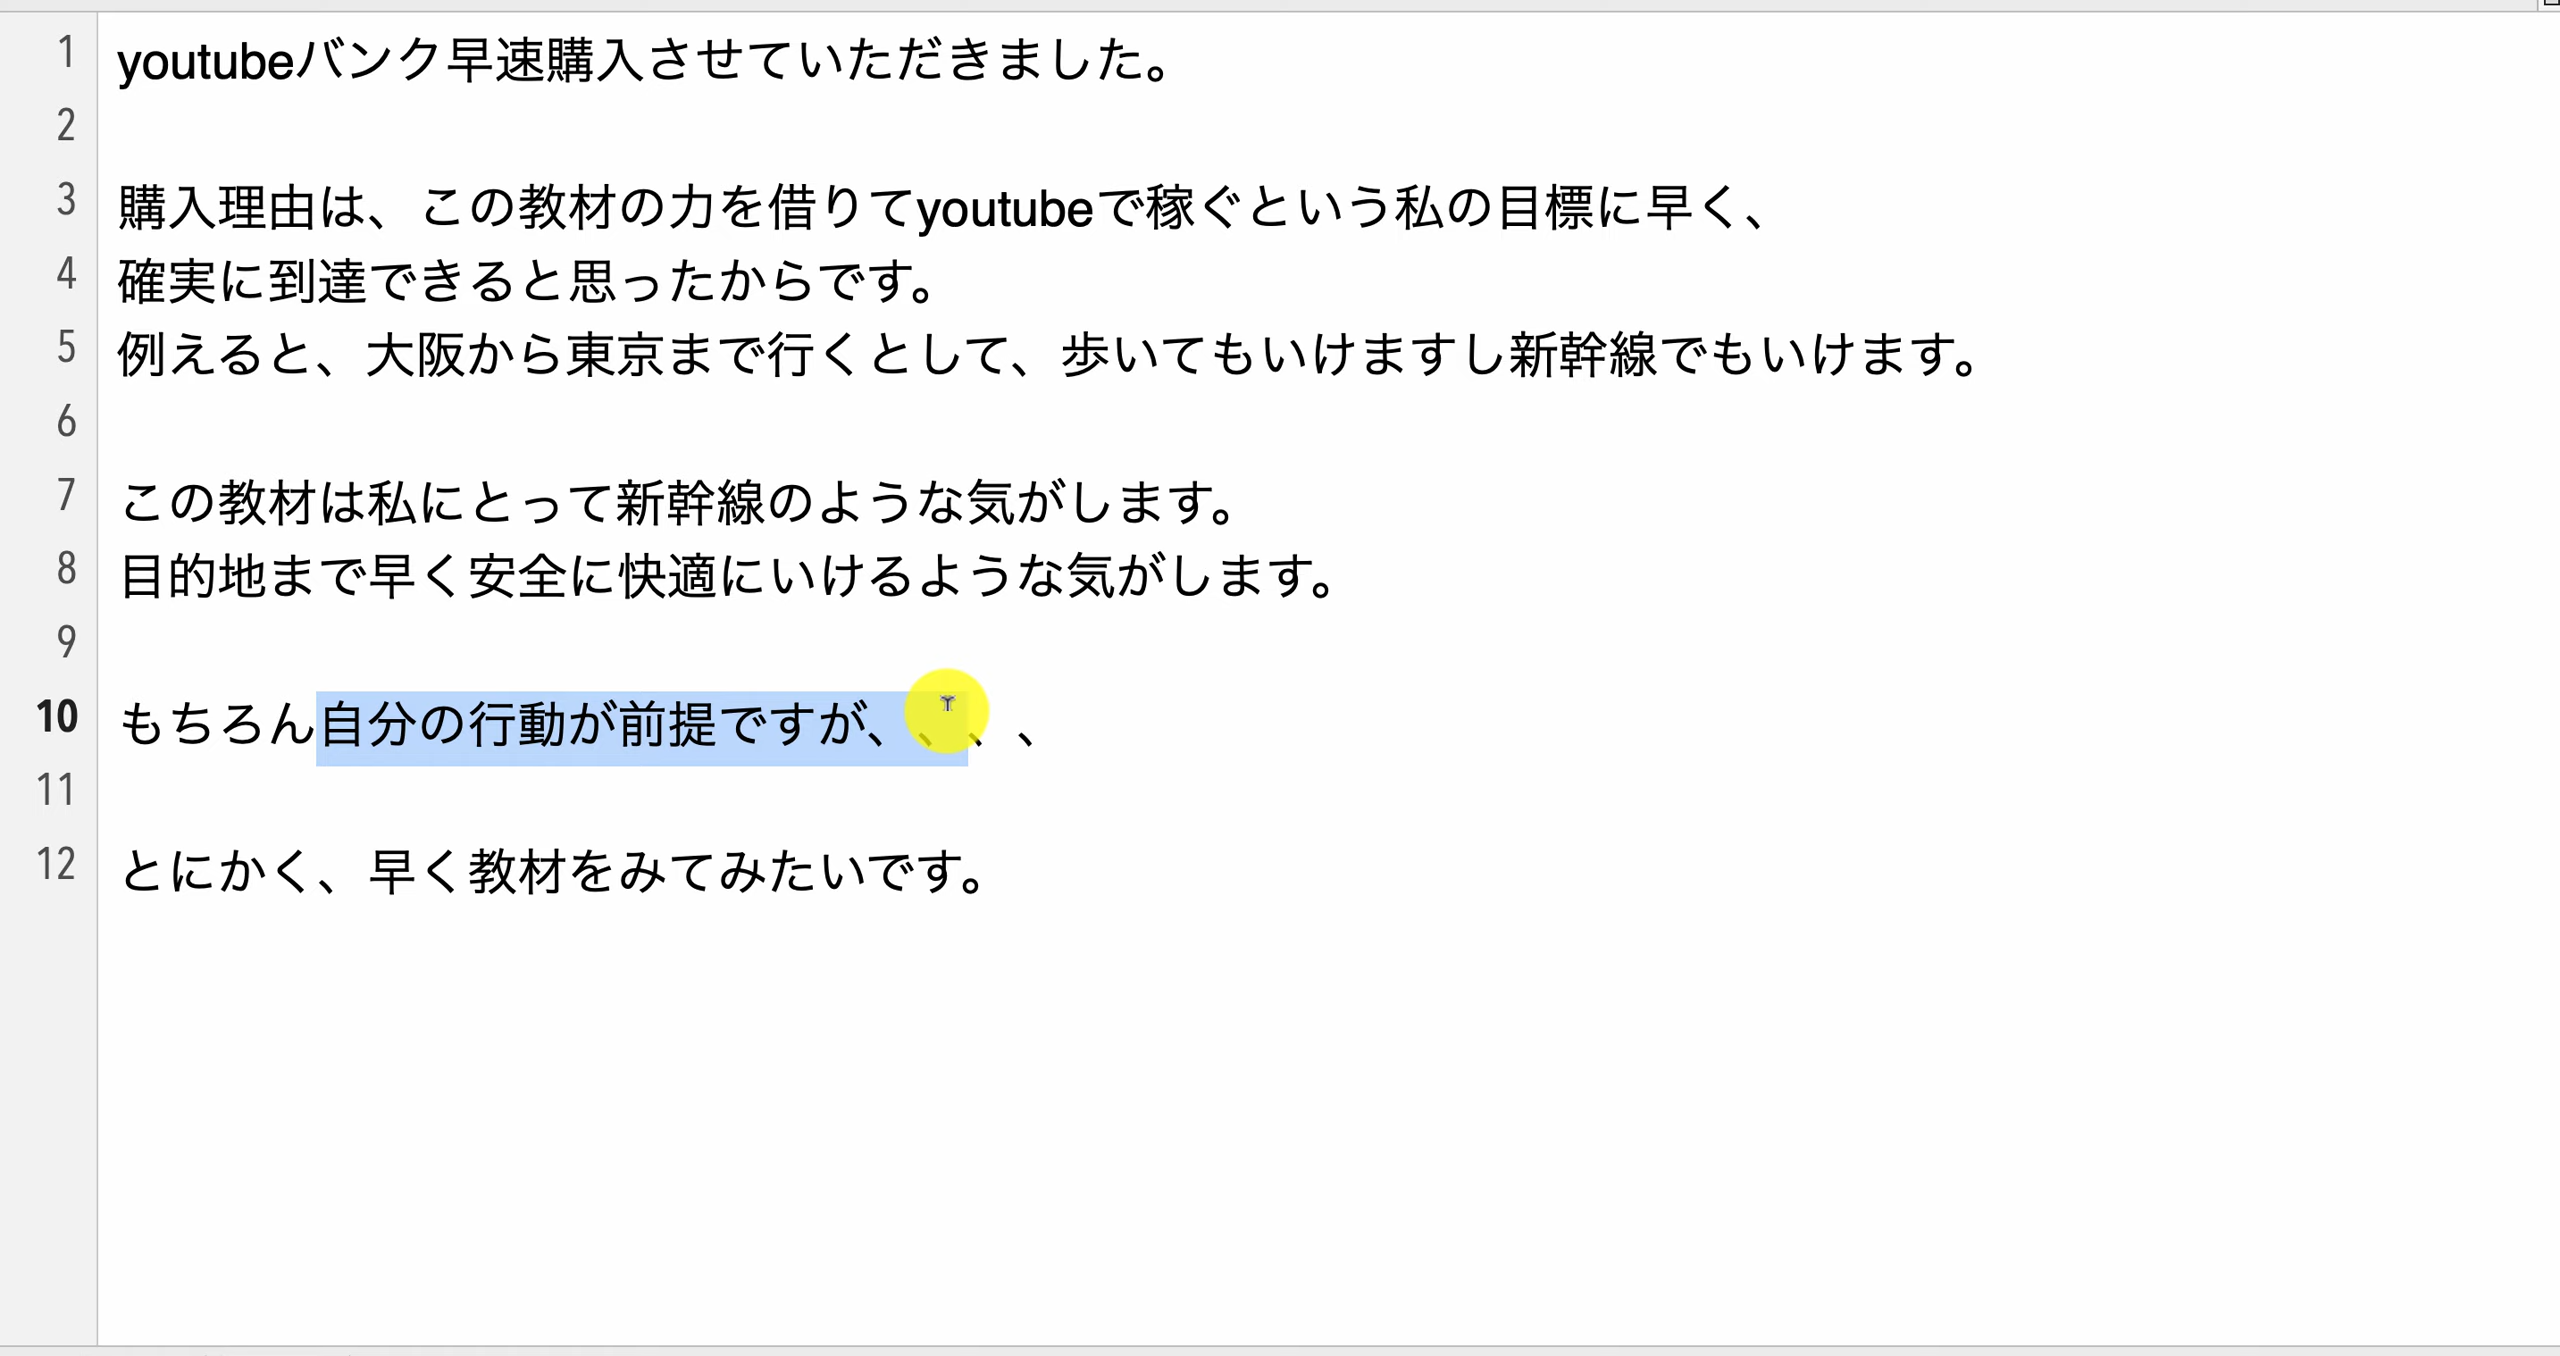 1 youtubeバンク早速購入させていただきました。
2
3 購入理由は、この教材の力を借りてyoutubeで稼ぐという私の目標に早く、
4 確実に到達できると思ったからです。
5 例えると、大阪から東京まで行くとして、歩いてもいけますし新幹線でもいけます。
6
7 この教材は私にとって新幹線のような気がします。
8 目的地まで早く安全に快適にいけるような気がします。
9
10 もちろん自分の行動が前提ですが、、、、
11
12 とにかく、早く教材をみてみたいです。